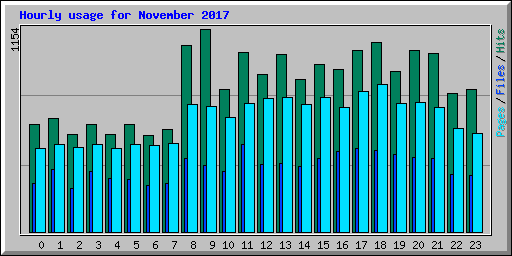 Hourly usage for November 2017
1154
Pages/Files/Hits
0 1 2 3 4 5 6 7 8 9 10 11 12 13 14 15 16 17 18 19 20 21 22 23